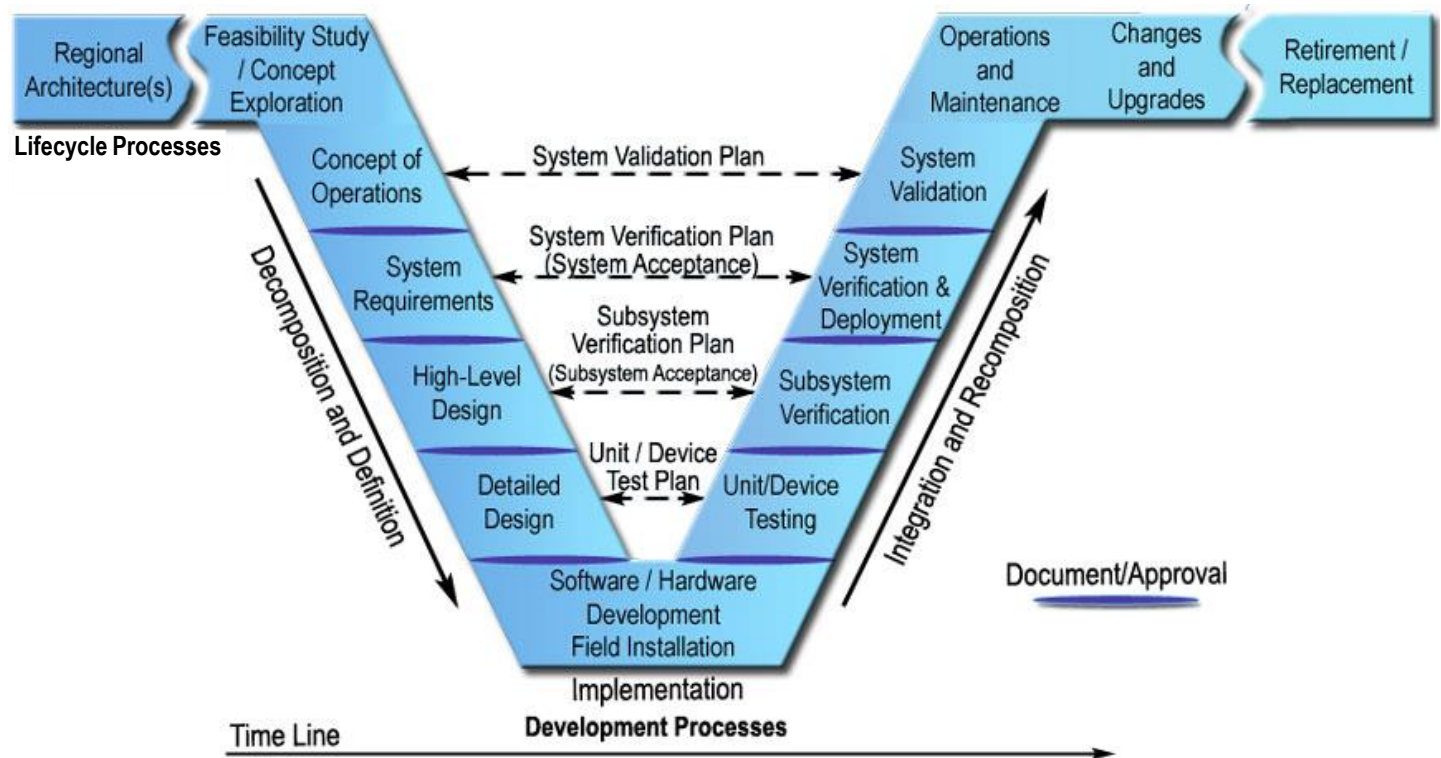 Regional
Architecture(s)
Feasibility Study
/ Concept
Exploration
Operations
and
Maintenance
Changes
and
Upgrades
Retirement /
Replacement
Lifecycle Processes
Concept of
Operations
System Validation Plan
System
Validation
System
Requirements
System Verification Plan
(System Acceptance)
System
Verification &
Deployment
High-Level
Design
Subsystem
Verification Plan
(Subsystem Acceptance)
Subsystem
Verification
Detailed
Design
Unit / Device
Test Plan
Unit/Device
Testing
Decomposition and Definition
Integration and Recomposition
Software / Hardware
Development
Field Installation
Document/Approval
Implementation
Development Processes
Time Line